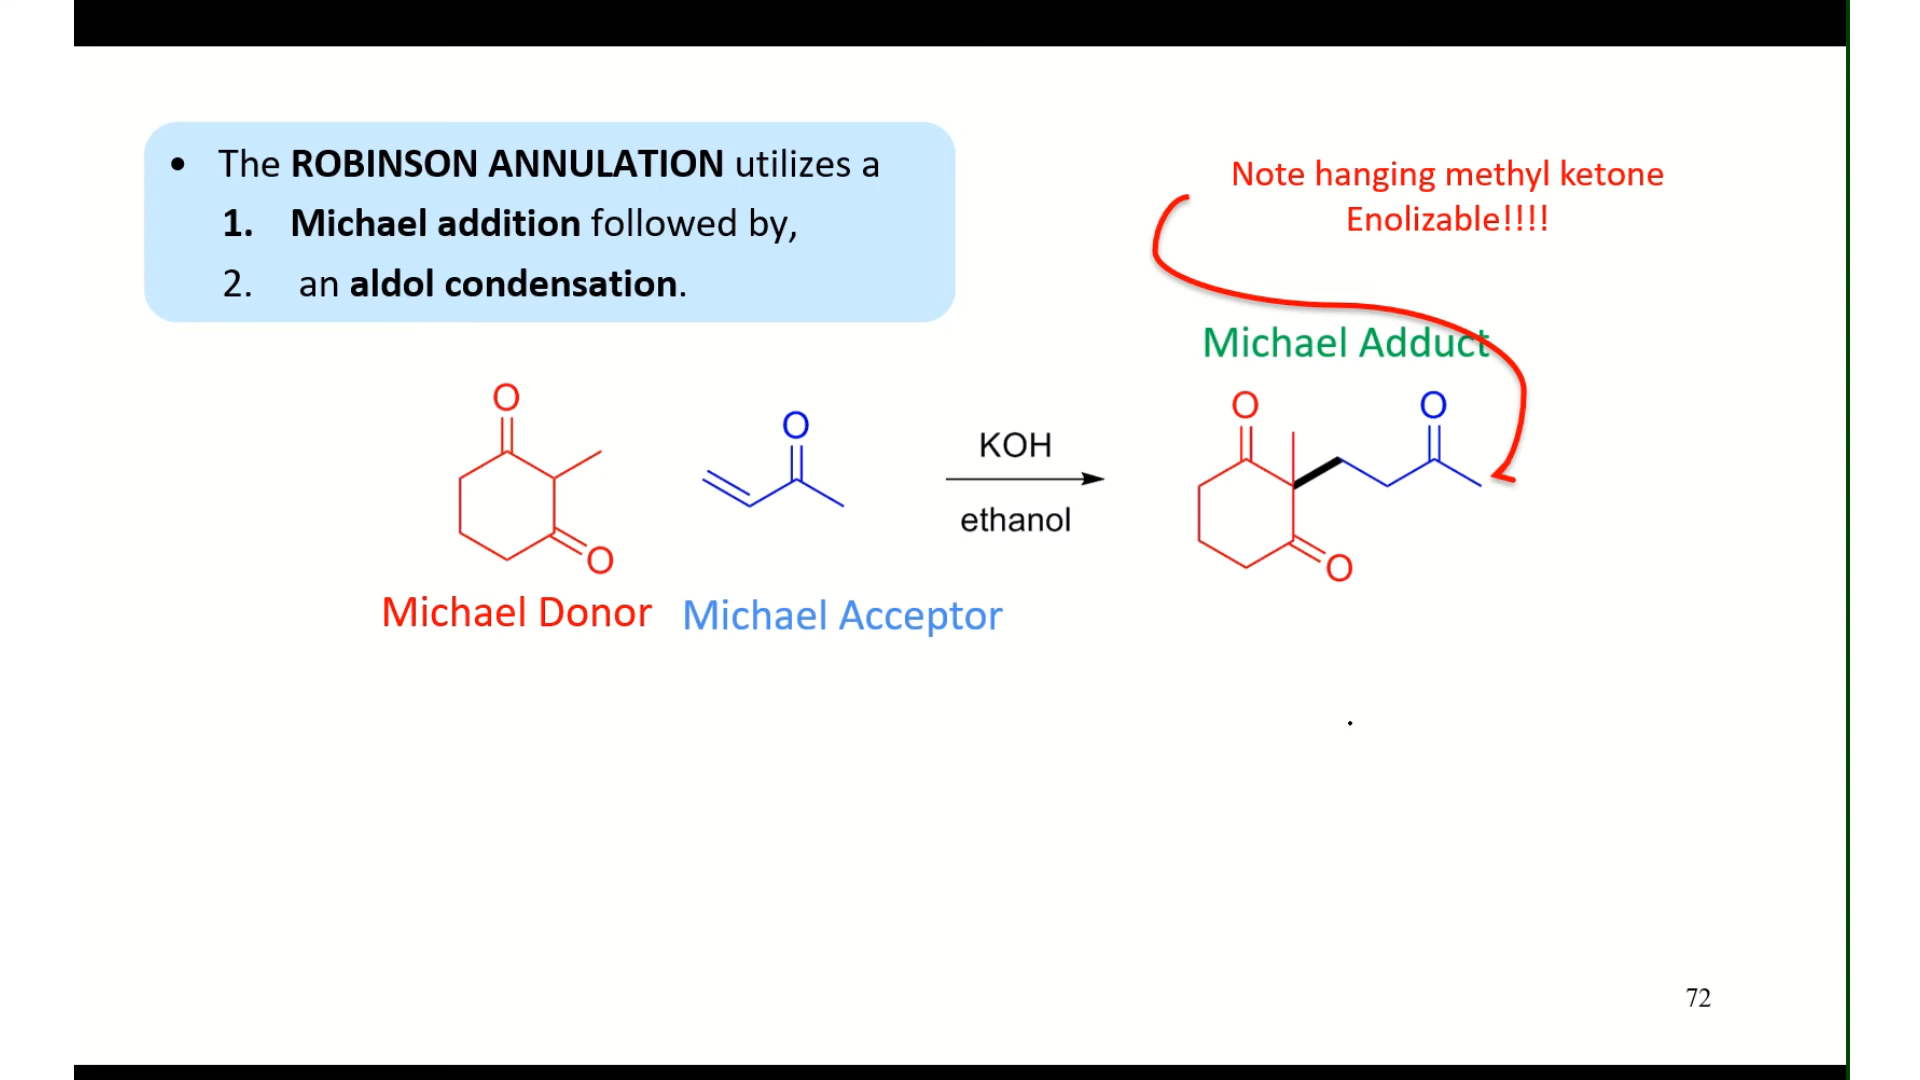 • The ROBINSON ANNULATION utilizes a
1. Michael addition followed by,
2. an aldol condensation.
Note hanging methyl ketone
Enolizable!!!!
Michael Adduct
O
O
KOH
ethanol
O
O
O
O
Michael Donor
Michael Acceptor
72